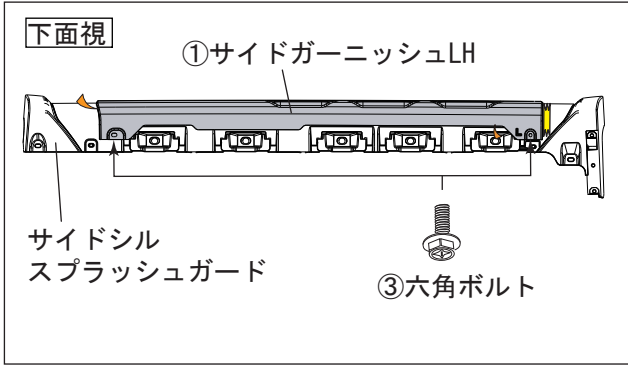 下面視
①サイドガーニッシュLH
L
サイドシル
スプラッシュガード
③六角ボルト